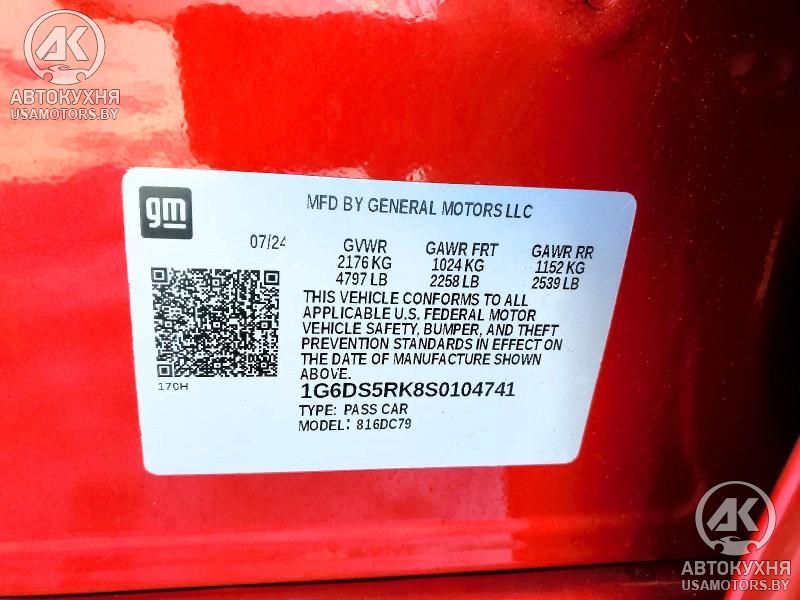 AK
АВТОКУХНЯ
USAMOTORS.BY
gm
MFD BY GENERAL MOTORS LLC
07/24
GVWR GAWR FRT GAWR RR
2176 KG 1024 KG 1152 KG
4797 LB 2258 LB 2539 LB
THIS VEHICLE CONFORMS TO ALL
APPLICABLE U.S. FEDERAL MOTOR
VEHICLE SAFETY, BUMPER, AND THEFT
PREVENTION STANDARDS IN EFFECT ON
THE DATE OF MANUFACTURE SHOWN
ABOVE.
170H
1G6DS5RK8S0104741
TYPE: PASS CAR
MODEL: 816DC79
AK
АВТОКУХНЯ
USAMOTORS.BY